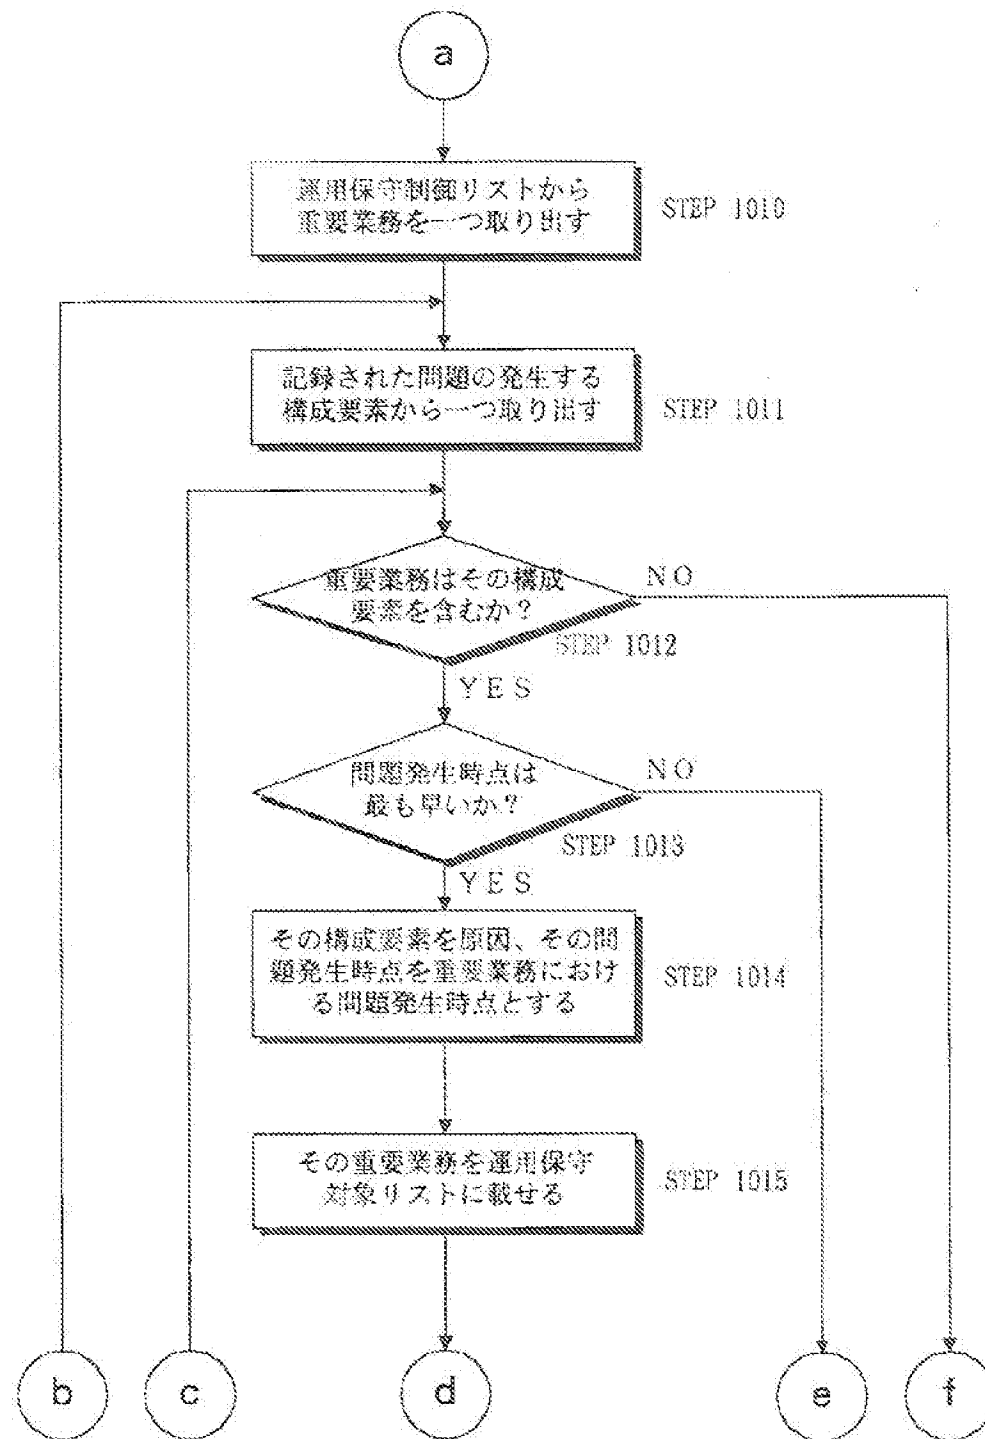 a
運用保守制御リストから
重要業務を一つ取り出す
STEP 1010
記録された問題の発生する
構成要素から一つ取り出す
STEP 1011
重要業務はその構成
要素を含むか？
NO
STEP 1012
YES
問題発生時点は
最も早いか？
NO
STEP 1013
YES
その構成要素を原因、その問
題発生時点を重要業務におけ
る問題発生時点とする
STEP 1014
その重要業務を運用保守
対象リストに載せる
STEP 1015
b
c
d
e
f